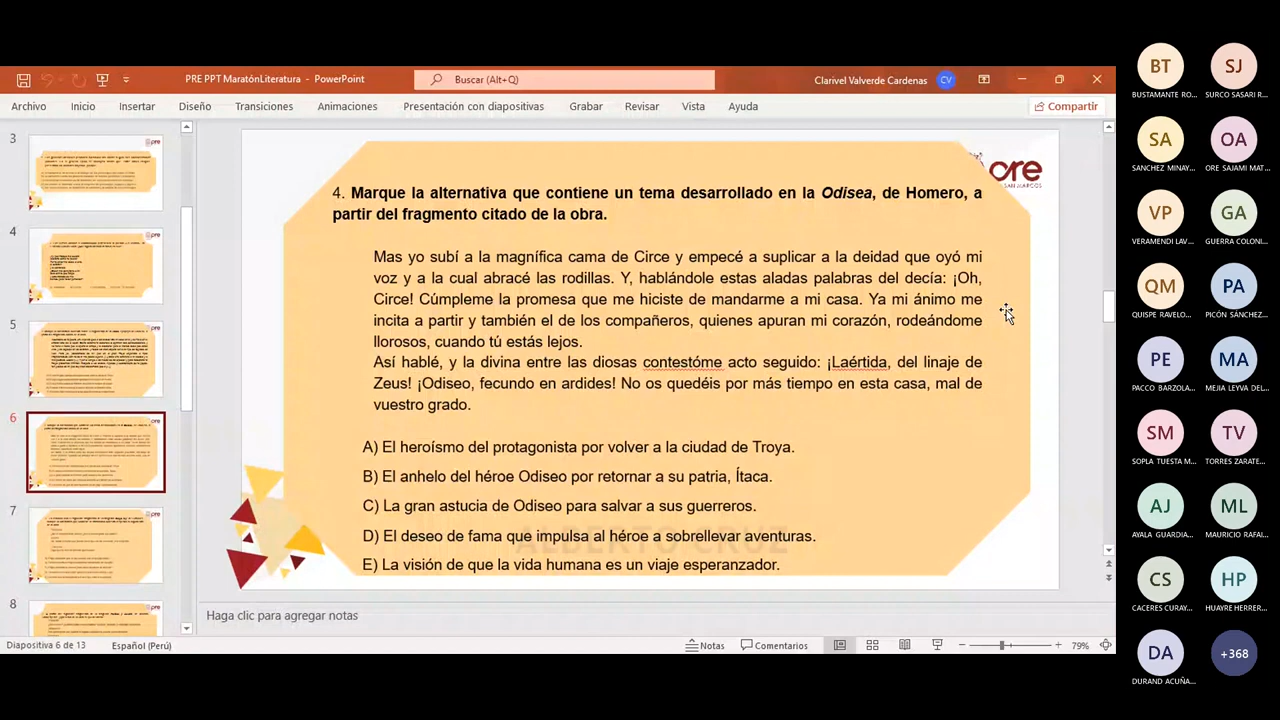 PRE PPT MaratónLiteratura - PowerPoint
Buscar (Alt+Q)
Clarivel Valverde Cardenas
CV
Archivo
Inicio
Insertar
Diseño
Transiciones
Animaciones
Presentación con diapositivas
Grabar
Revisar
Vista
Ayuda
Compartir
3
4
5
6
7
8
ore
SAN MARCOS
4. Marque la alternativa que contiene un tema desarrollado en la Odisea, de Homero, a
partir del fragmento citado de la obra.
Mas yo subí a la magnífica cama de Circe y empecé a suplicar a la deidad que oyó mi
voz y a la cual abracé las rodillas. Y, hablándole estas aladas palabras del decía: ¡Oh,
Circe! Cúmpleme la promesa que me hiciste de mandarme a mi casa. Ya mi ánimo me
incita a partir y también el de los compañeros, quienes apuran mi corazón, rodeándome
llorosos, cuando tú estás lejos.
Así hablé, y la divina entre las diosas contestóme acto seguido: ¡Laertida, del linaje de
Zeus! ¡Odiseo, fecundo en ardides! No os quedéis por más tiempo en esta casa, mal de
vuestro grado.
A) El heroísmo del protagonista por volver a la ciudad de Troya.
B) El anhelo del héroe Odiseo por retornar a su patria, Ítaca.
C) La gran astucia de Odiseo para salvar a sus guerreros.
D) El deseo de fama que impulsa al héroe a sobrellevar aventuras.
E) La visión de que la vida humana es un viaje esperanzador.
Haga clic para agregar notas
Diapositiva 6 de 13
Español (Perú)
Notas
Comentarios
79%
BT
BUSTAMANTE RO...
SJ
SURCO SASARI R...
SA
SANCHEZ MINAY...
OA
ORE SAJAMI MAT...
VP
VERAMENDI LAV...
GA
GUERRA COLONI...
QM
QUISPE RAVELO...
PA
PICÓN SÁNCHEZ...
PE
PACCO BARZOLA...
MA
MEJIA LEYVA DEL...
SM
SOPLA TUESTA M...
TV
TORRES ZARATE...
AJ
AYALA GUARDIA...
ML
MAURICIO RAFAI...
CS
CACERES CURAY...
HP
HUAYRE HERRER...
DA
DURAND ACUÑA...
+368